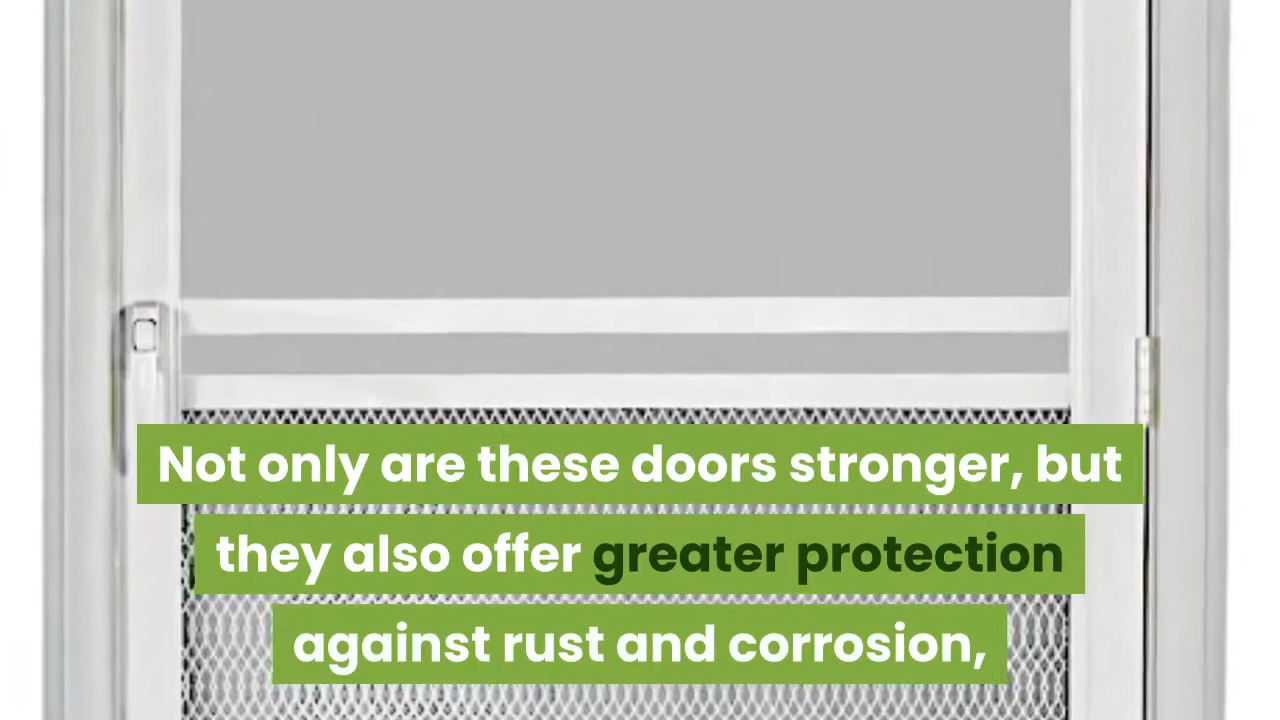 Not only are these doors stronger, but
they also offer greater protection
against rust and corrosion,